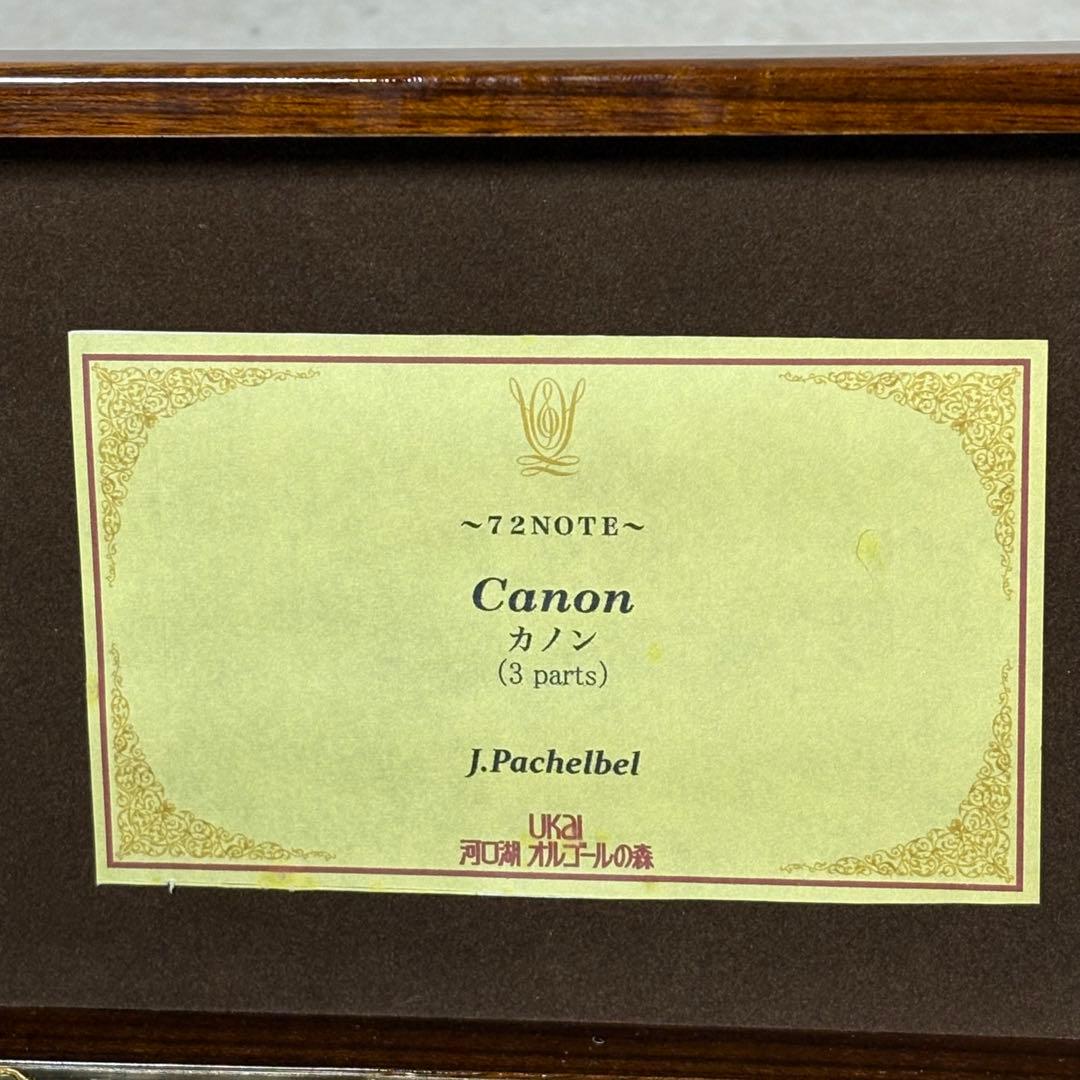 ～72NOTE～
Canon
カノン
(3 parts)
J.Pachelbel
UKAI
河口湖 オルゴールの森